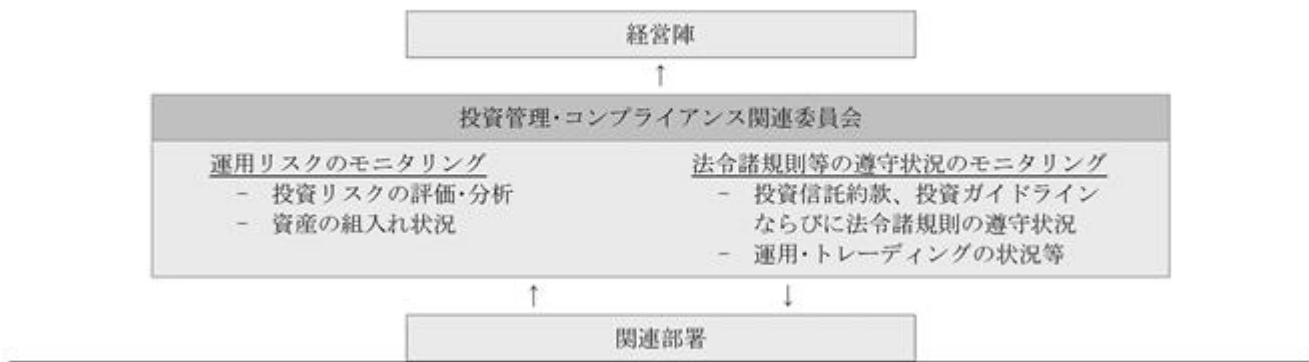 経営陣
↑
投資管理・コンプライアンス関連委員会
運用リスクのモニタリング
－ 投資リスクの評価・分析
－ 資産の組入れ状況
法令諸規則等の遵守状況のモニタリング
－ 投資信託約款、投資ガイドライン
ならびに法令諸規則の遵守状況
－ 運用・トレーディングの状況等
↑ ↓
関連部署